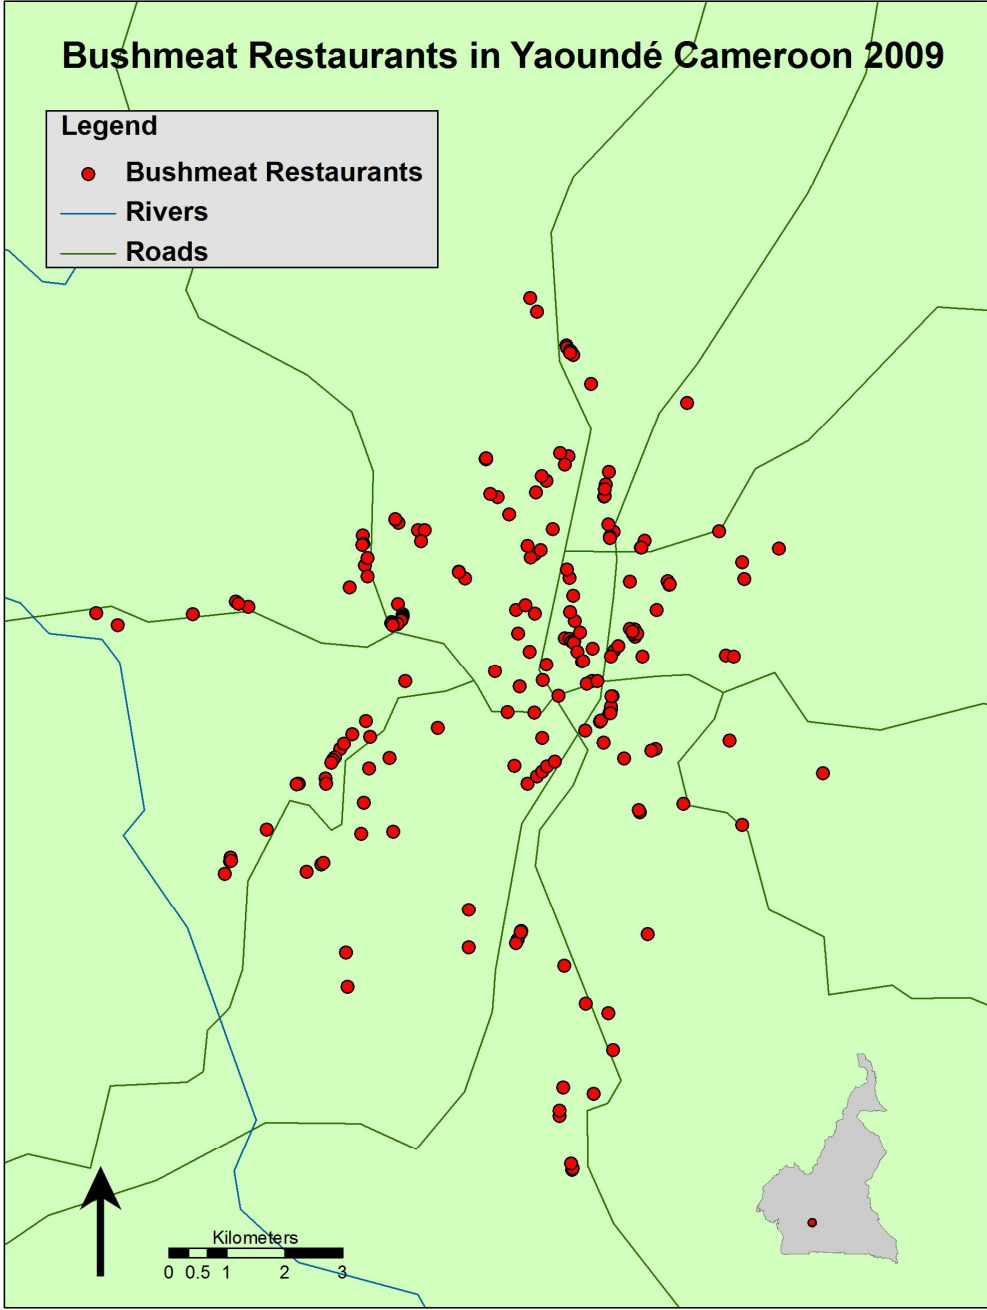 Bushmeat Restaurants in Yaoundé Cameroon 2009
Legend
Bushmeat Restaurants
Rivers
Roads
Kilometers
0 0.5 1 2 3